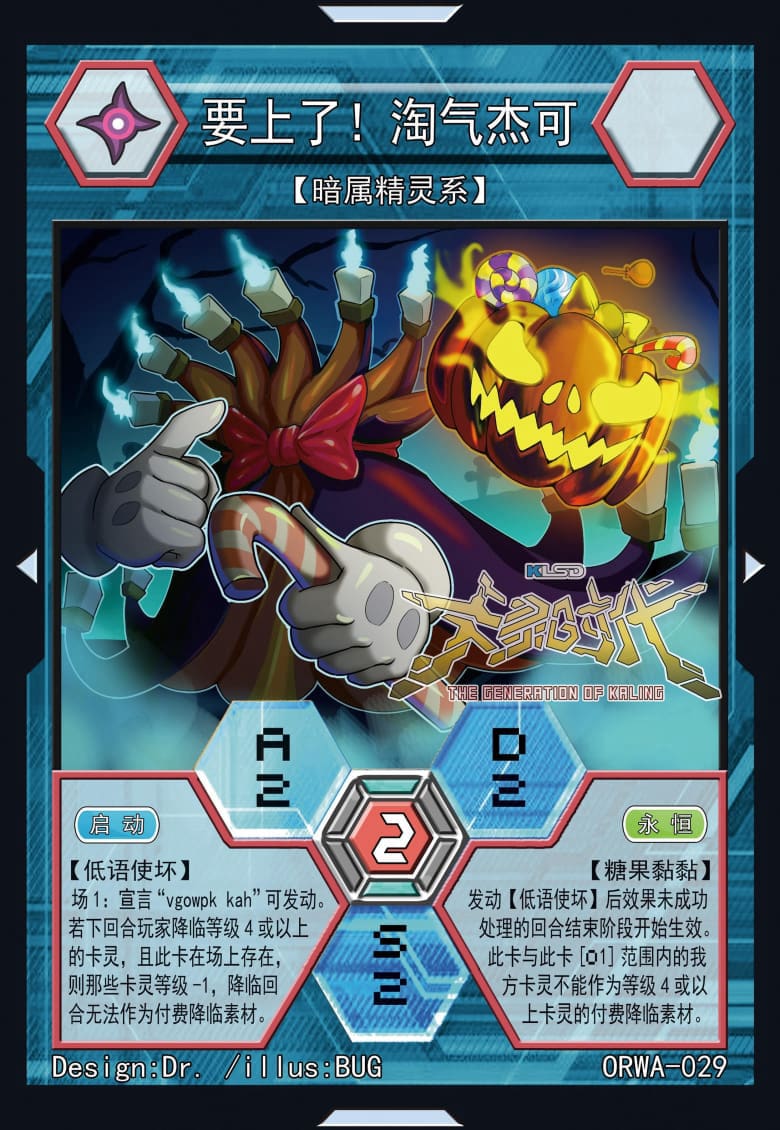 要上了！淘气杰可
【暗属精灵系】
KLSD
卡灵时代
THE GENERATION OF KALING
A
2
D
2
2
S
2
启动
【低语使坏】
场1：宣言“vgowpk kah”可发动。
若下回合玩家降临等级4或以上
的卡灵，且此卡在场上存在，
则那些卡灵等级-1，降临回
合无法作为付费降临素材。
永恒
【糖果黏黏】
发动【低语使坏】后效果未成功
处理的回合结束阶段开始生效。
此卡与此卡[O1]范围内的我
方卡灵不能作为等级4或以
上卡灵的付费降临素材。
Design:Dr. /illus:BUG
ORWA-029